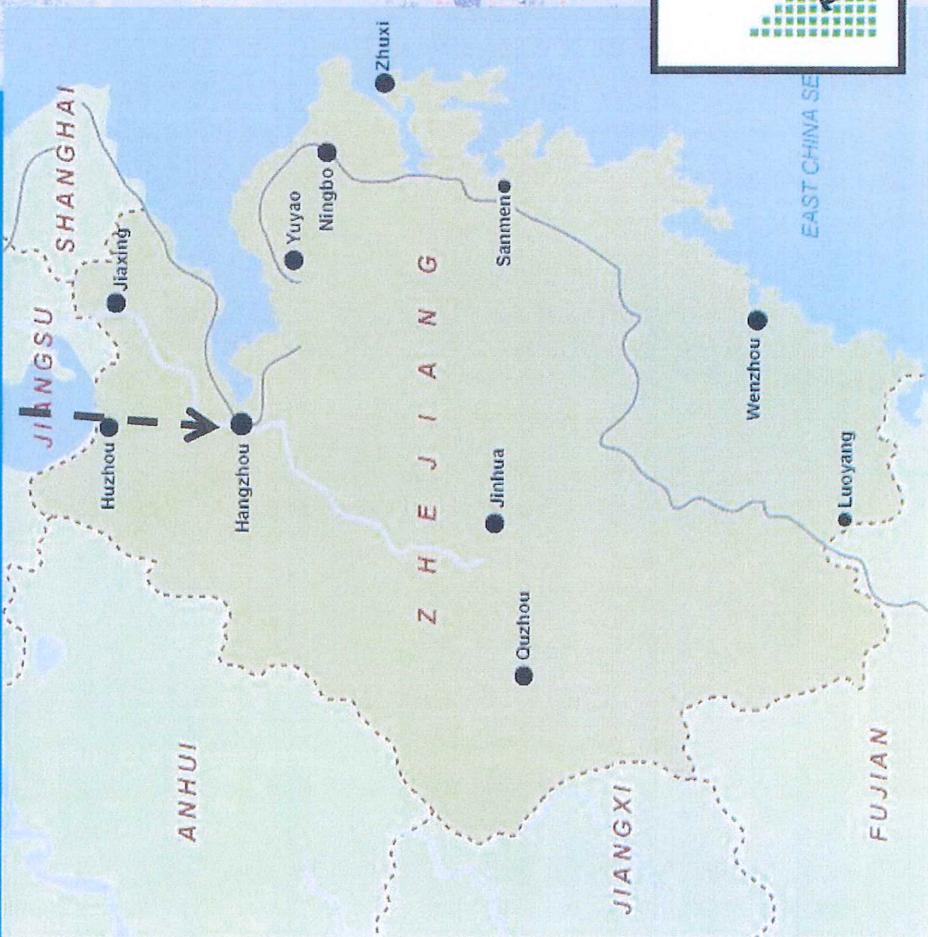 SHANGHAI
JIANGSU
Zhuxi
Jiaxing
Huzhou
Yuyao
Ningbo
Hangzhou
Sanmen
ZHEJIANG
EAST CHINA SE
Jinhua
Wenzhou
Quzhou
Luoyang
ANHUI
JIANGXI
FUJIAN